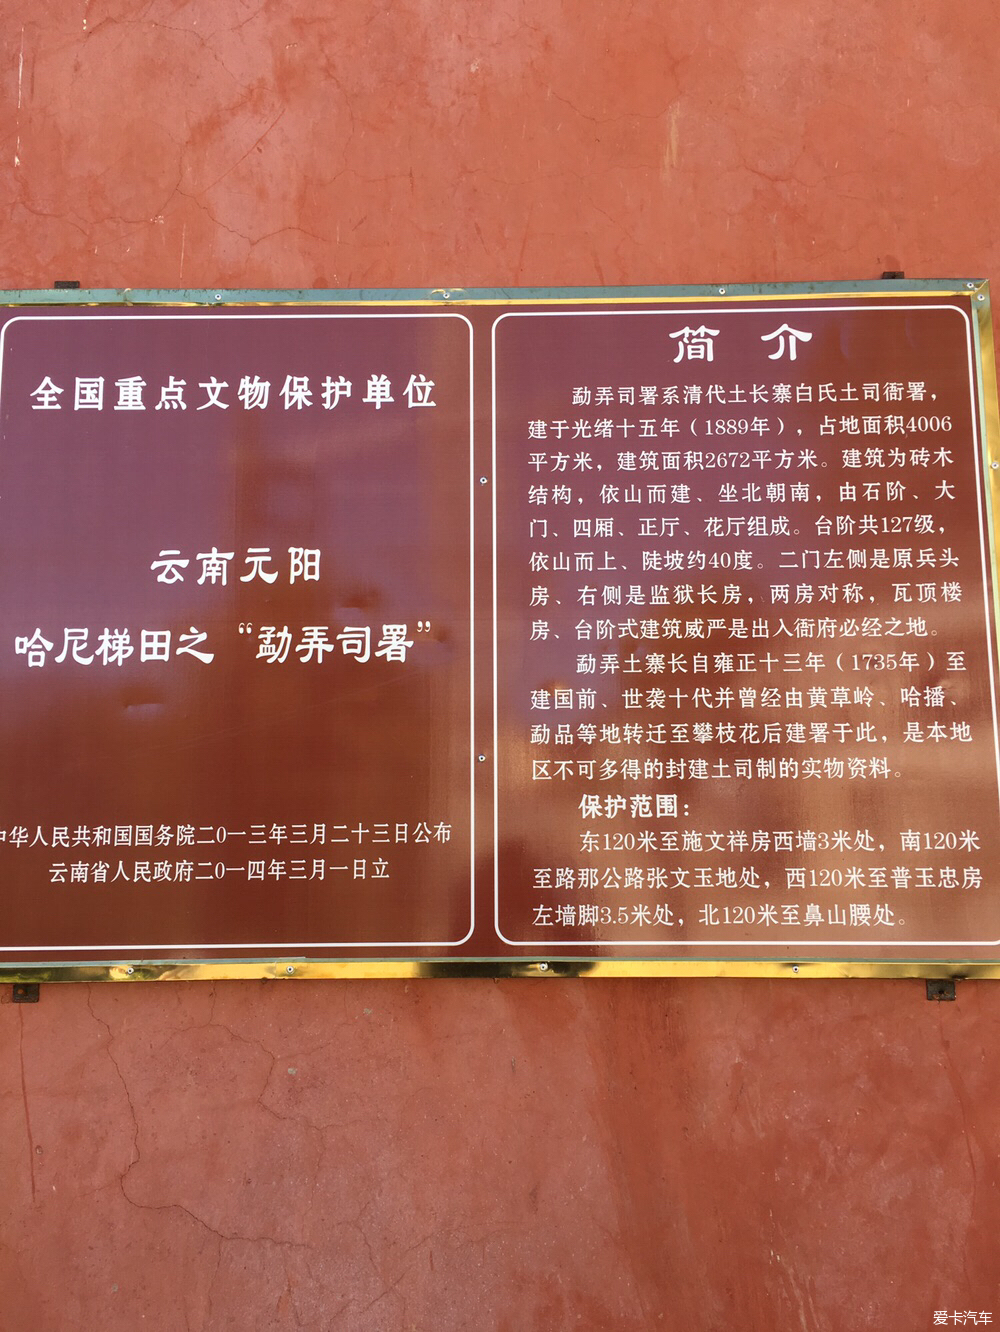 全国重点文物保护单位
云南元阳
哈尼梯田之“勐弄司署”
中华人民共和国国务院二0一三年三月二十三日公布
云南省人民政府二0一四年三月一日立
简 介
勐弄司署系清代土长寨白氏土司衙署，
建于光绪十五年（1889年），占地面积4006
平方米，建筑面积2672平方米。建筑为砖木
结构，依山而建、坐北朝南，由石阶、大
门、四厢、正厅、花厅组成。台阶共127级，
依山而上、陡坡约40度。二门左侧是原兵头
房、右侧是监狱长房，两房对称，瓦顶楼
房、台阶式建筑威严是出入衙府必经之地。
勐弄土寨长自雍正十三年（1735年）至
建国前、世袭十代并曾经由黄草岭、哈播、
勐品等地转迁至攀枝花后建署于此，是本地
区不可多得的封建土司制的实物资料。
保护范围：
东120米至施文祥房西墙3米处，南120米
至路那公路张文玉地处，西120米至普玉忠房
左墙脚3.5米处，北120米至鼻山腰处。
爱卡汽车